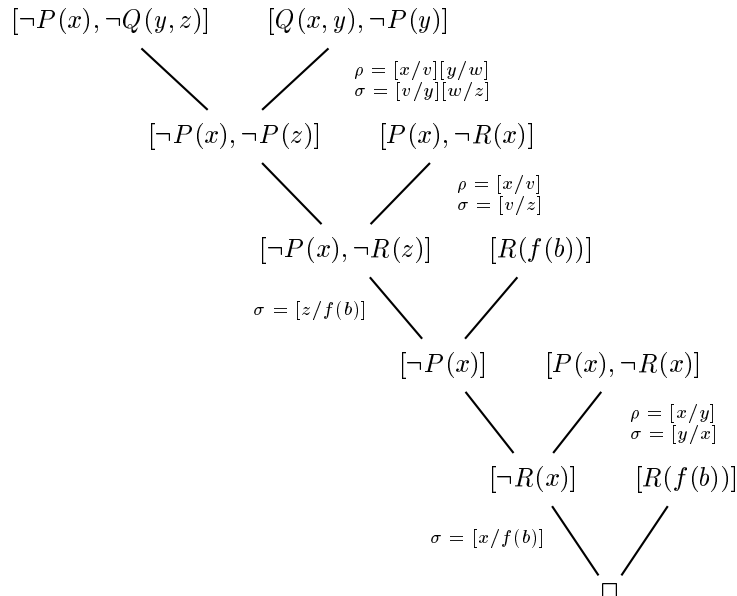 [¬P(x), ¬Q(y, z)] [Q(x, y), ¬P(y)]
ρ = [x/v][y/w]
σ = [v/y][w/z]
[¬P(x), ¬P(z)] [P(x), ¬R(x)]
ρ = [x/v]
σ = [v/z]
[¬P(x), ¬R(z)] [R(f(b))]
σ = [z/f(b)]
[¬P(x)] [P(x), ¬R(x)]
ρ = [x/y]
σ = [y/x]
[¬R(x)] [R(f(b))]
σ = [x/f(b)]
□